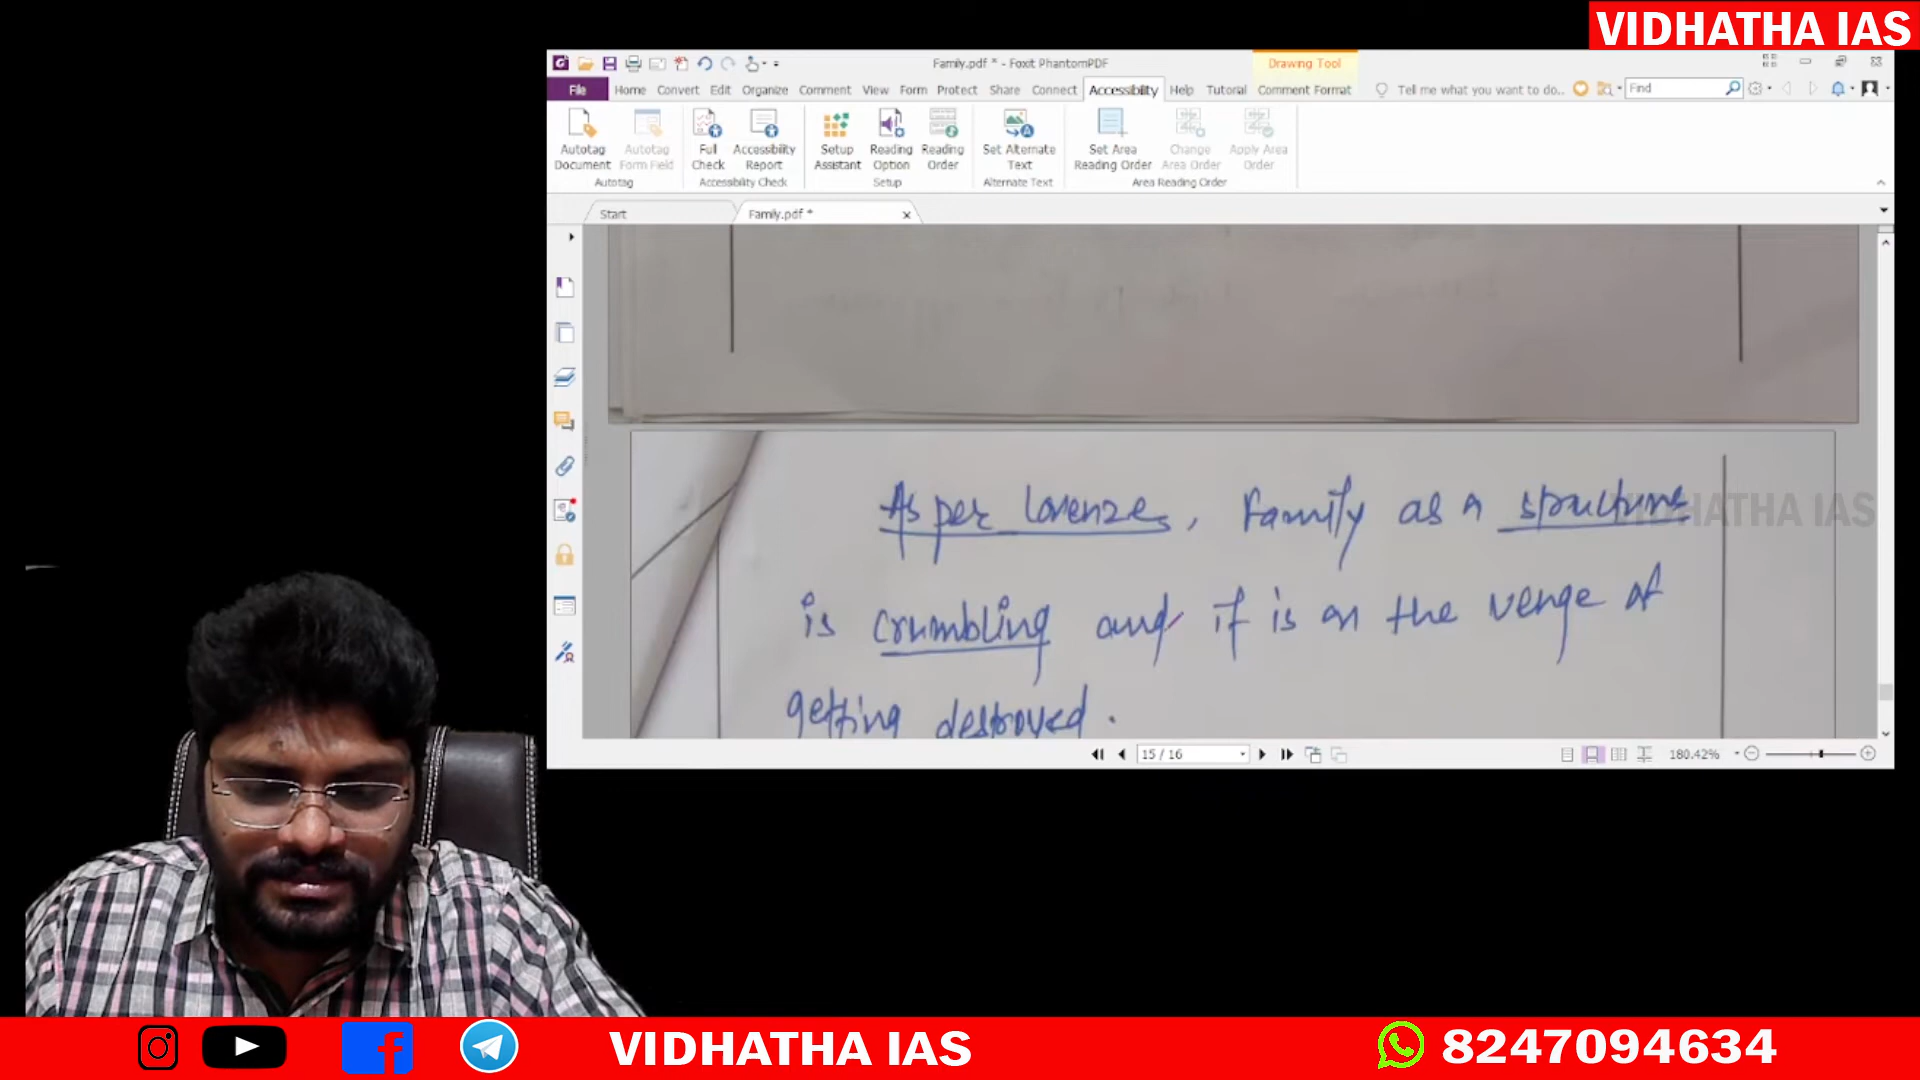 VIDHATHA IAS
Family.pdf * - Foxit PhantomPDF
Drawing Tool
File Home Convert Edit Organize Comment View Form Protect Share Connect Accessibility Help Tutorial Comment Format Tell me what you want to do.. Find
Autotag Document
Autotag Form Field
Full Check
Accessibility Report
Setup Assistant
Reading Option
Reading Order
Set Alternate Text
Set Area Reading Order
Change Area Order
Apply Area Order
Autotag Accessibility Check Setup Alternate Text Area Reading Order
Start Family.pdf *
As per Lorenzes, Family as a structure
VIDHATHA IAS
is crumbling and it is on the verge of
getting destroyed.
15 / 16 180.42%
VIDHATHA IAS 8247094634